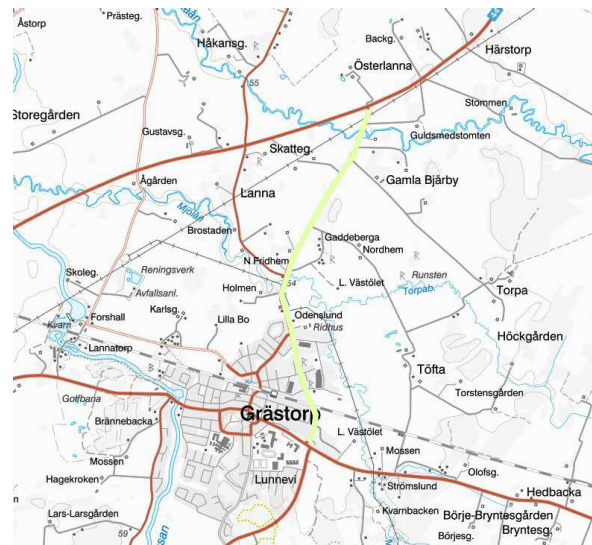 Åstorp
Prästeg.
Håkansg.
Backg.
Härstorp
Österlanna
55
Storegården
Stommen
Gustavsg.
Guldsmedstomten
Skatteg.
Gamla Bjärby
Ågården
Lanna
Mjölån
Brostaden
Gaddeberga
Nordhem
N Fridhem
Skoleg.
Reningsverk
Runsten
Holmen
54
L. Västölet
Torpab.
Torpa
Avfallsanl.
Forshall
Karlsg.
Kvarn
Lilla Bo
Odenslund
Ridhus
Höckgården
Lannatorp
Töfta
Golfbana
Torstensgården
Grästorp
Brännebacka
L. Västölet
Mossen
Mossen
Olofsg.
Hagekroken
Lunnevi
Strömslund
Hedbacka
Kvarnbacken
Lars-Larsgården
Börje-Bryntesgården
59
Börjesg.
Bryntesg.